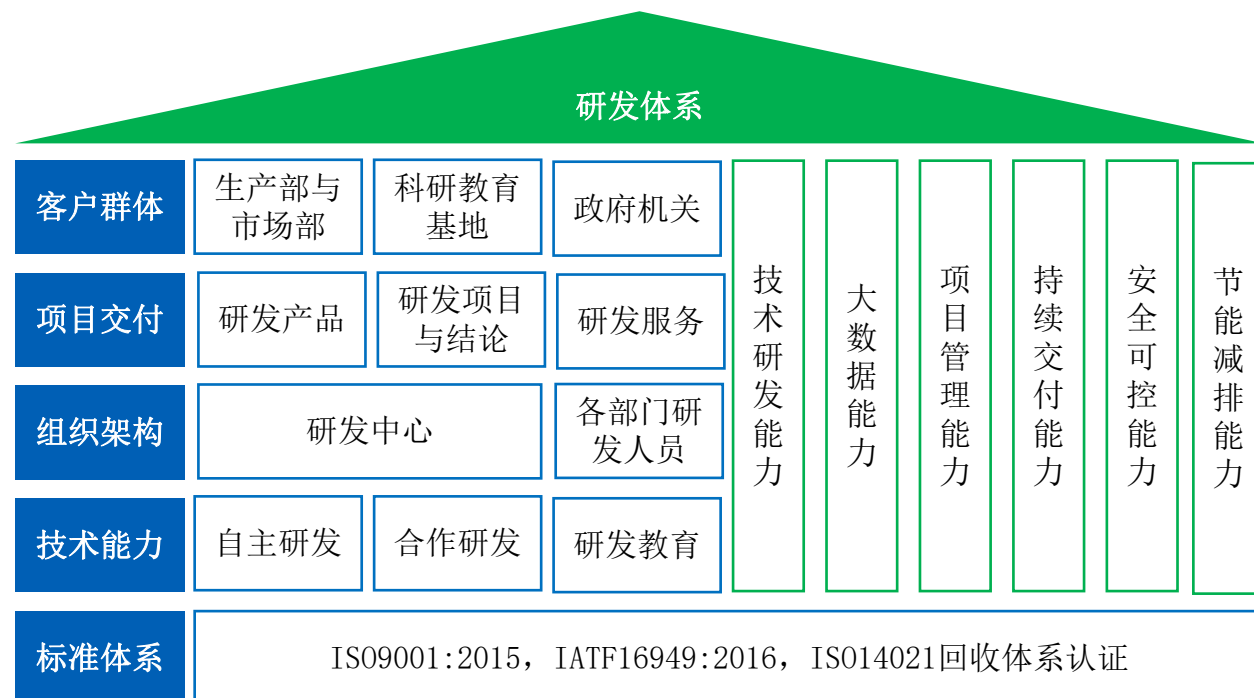 研发体系
客户群体
生产部与
市场部
科研教育
基地
政府机关
项目交付
研发产品
研发项目
与结论
研发服务
组织架构
研发中心
各部门研
发人员
技术能力
自主研发
合作研发
研发教育
技术研发能力
大数据能力
项目管理能力
持续交付能力
安全可控能力
节能减排能力
标准体系
ISO9001:2015，IATF16949:2016，ISO14021回收体系认证